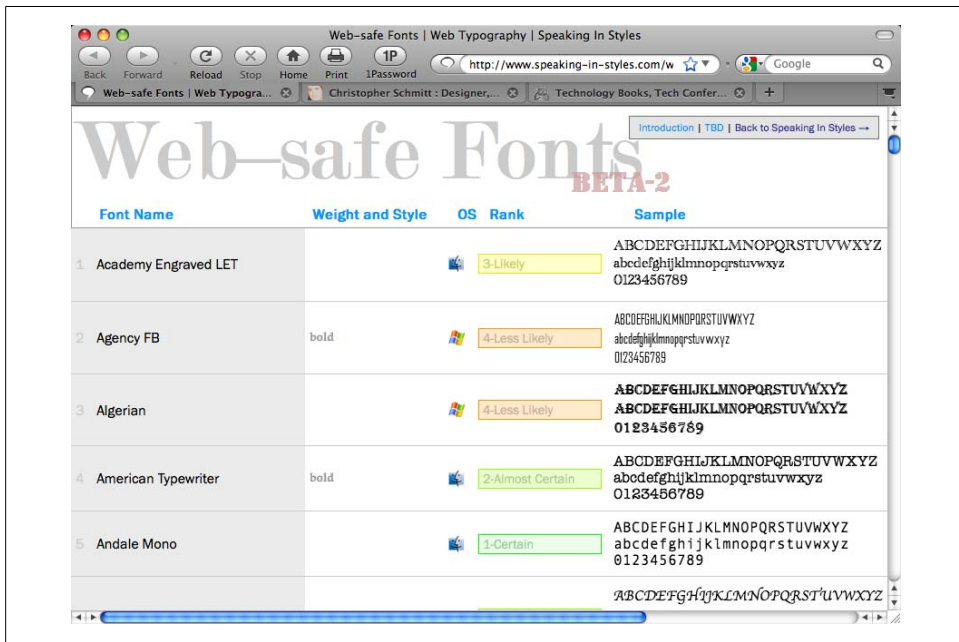 Web-safe Fonts | Web Typography | Speaking In Styles
Back Forward Reload Stop Home Print 1Password
1P
http://www.speaking-in-styles.com/w
Google
Web-safe Fonts | Web Typogra... Christopher Schmitt : Designer,... Technology Books, Tech Confer... +
Introduction | TBD | Back to Speaking In Styles →
Web-safe Fonts
BETA-2
Font Name Weight and Style OS Rank Sample
1 Academy Engraved LET 3-Likely
ABCDEFGHIJKLMNOPQRSTUVWXYZ
abcdefghijklmnopqrstuvwxyz
0123456789
2 Agency FB bold 4-Less Likely
ABCDEFGHIJKLMNOPQRSTUVWXYZ
abcdefghijklmnopqrstuvwxyz
0123456789
3 Algerian 4-Less Likely
ABCDEFGHIJKLMNOPQRSTUVWXYZ
ABCDEFGHIJKLMNOPQRSTUVWXYZ
0123456789
4 American Typewriter bold 2-Almost Certain
ABCDEFGHIJKLMNOPQRSTUVWXYZ
abcdefghijklmnopqrstuvwxyz
0123456789
5 Andale Mono 1-Certain
ABCDEFGHIJKLMNOPQRSTUVWXYZ
abcdefghijklmnopqrstuvwxyz
0123456789
ABCDEFGHIJKLMNOPQRSTUVWXYZ